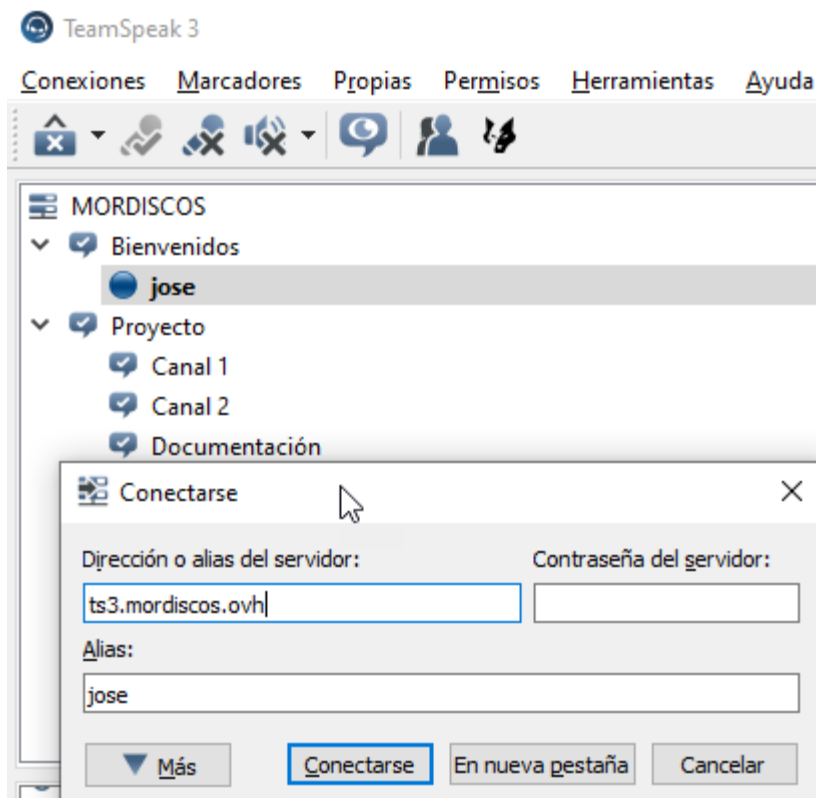 TeamSpeak 3
Conexiones Marcadores Propias Permisos Herramientas Ayuda
MORDISCOS
Bienvenidos
jose
Proyecto
Canal 1
Canal 2
Documentación
Conectarse
Dirección o alias del servidor: Contraseña del servidor:
ts3.mordiscos.ovh
Alias:
jose
Más Conectarse En nueva pestaña Cancelar